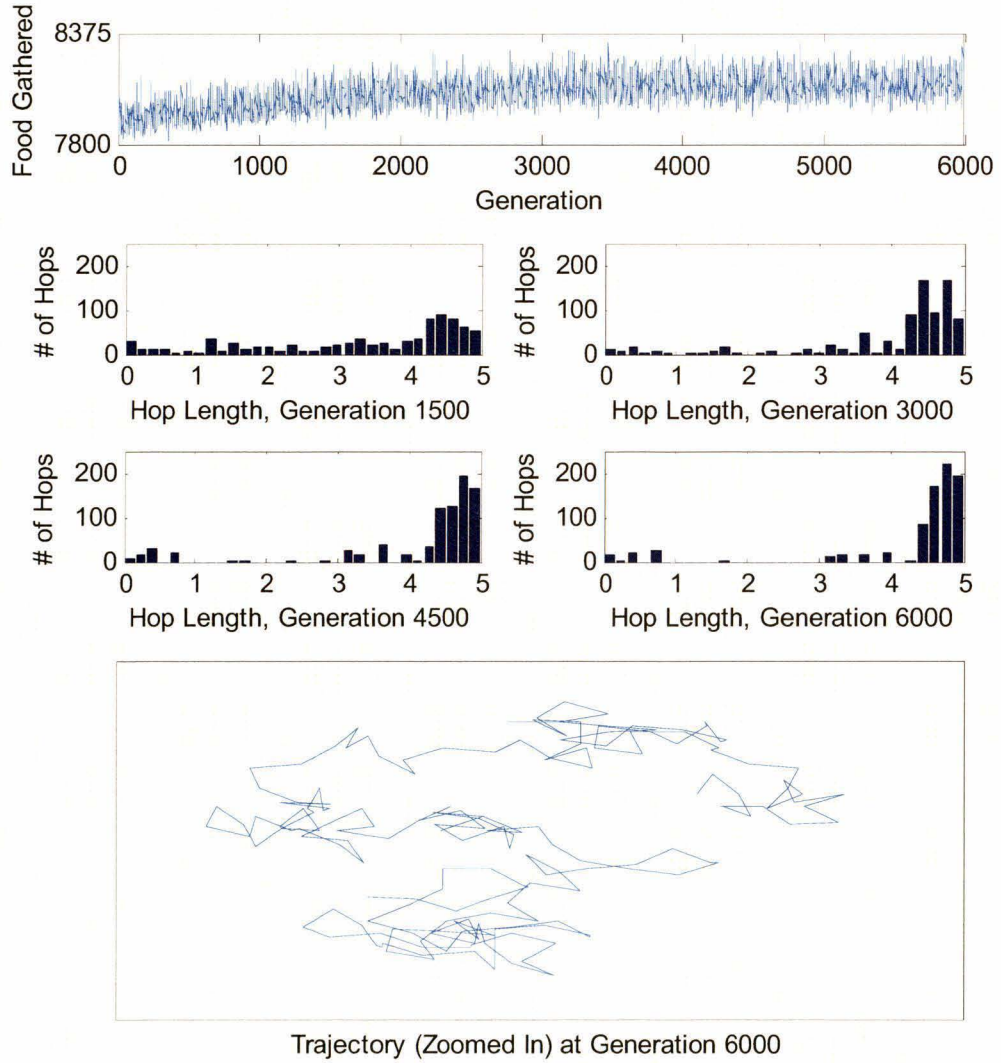 8375
Food Gathered
7800
0 1000 2000 3000 4000 5000 6000
Generation
# of Hops
200
100
0
0 1 2 3 4 5
Hop Length, Generation 1500
# of Hops
200
100
0
0 1 2 3 4 5
Hop Length, Generation 3000
# of Hops
200
100
0
0 1 2 3 4 5
Hop Length, Generation 4500
# of Hops
200
100
0
0 1 2 3 4 5
Hop Length, Generation 6000
Trajectory (Zoomed In) at Generation 6000